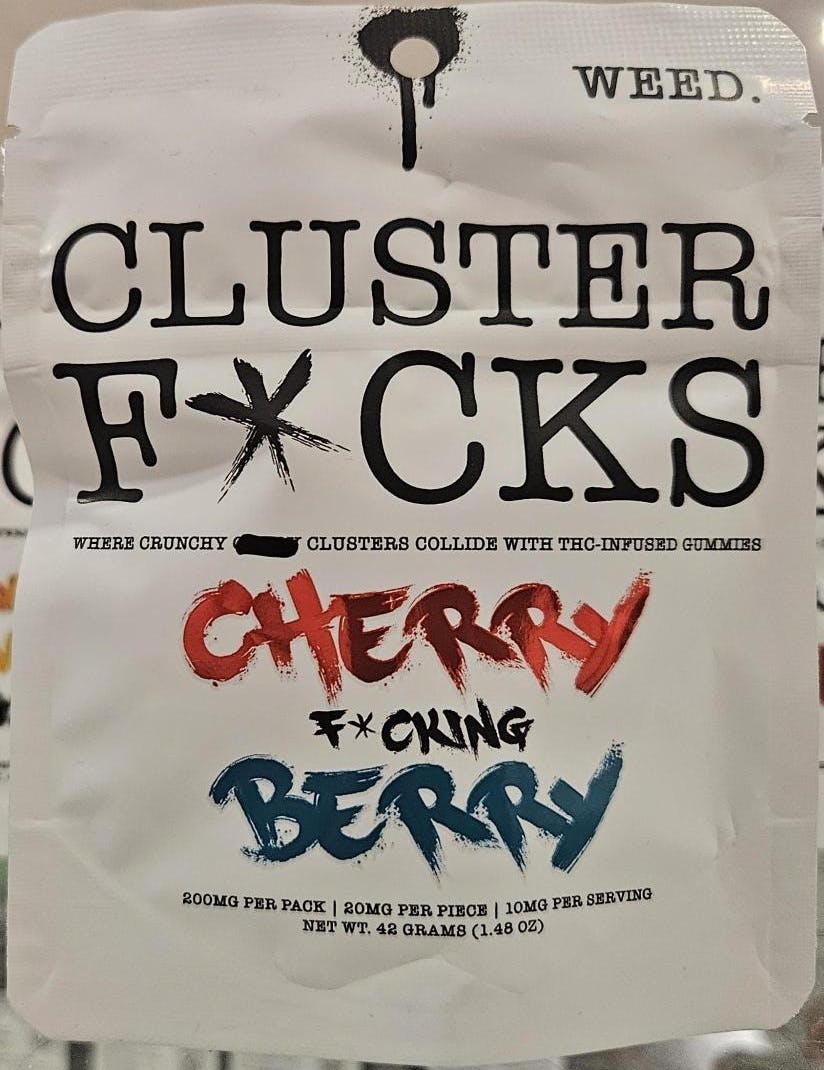 WEED.
CLUSTER
F*CKS
WHERE CRUNCHY CLUSTERS COLLIDE WITH THC-INFUSED GUMMIES
CHERRY
F*CKING
BERRY
200MG PER PACK | 20MG PER PIECE | 10MG PER SERVING
NET WT. 42 GRAMS (1.48 OZ)